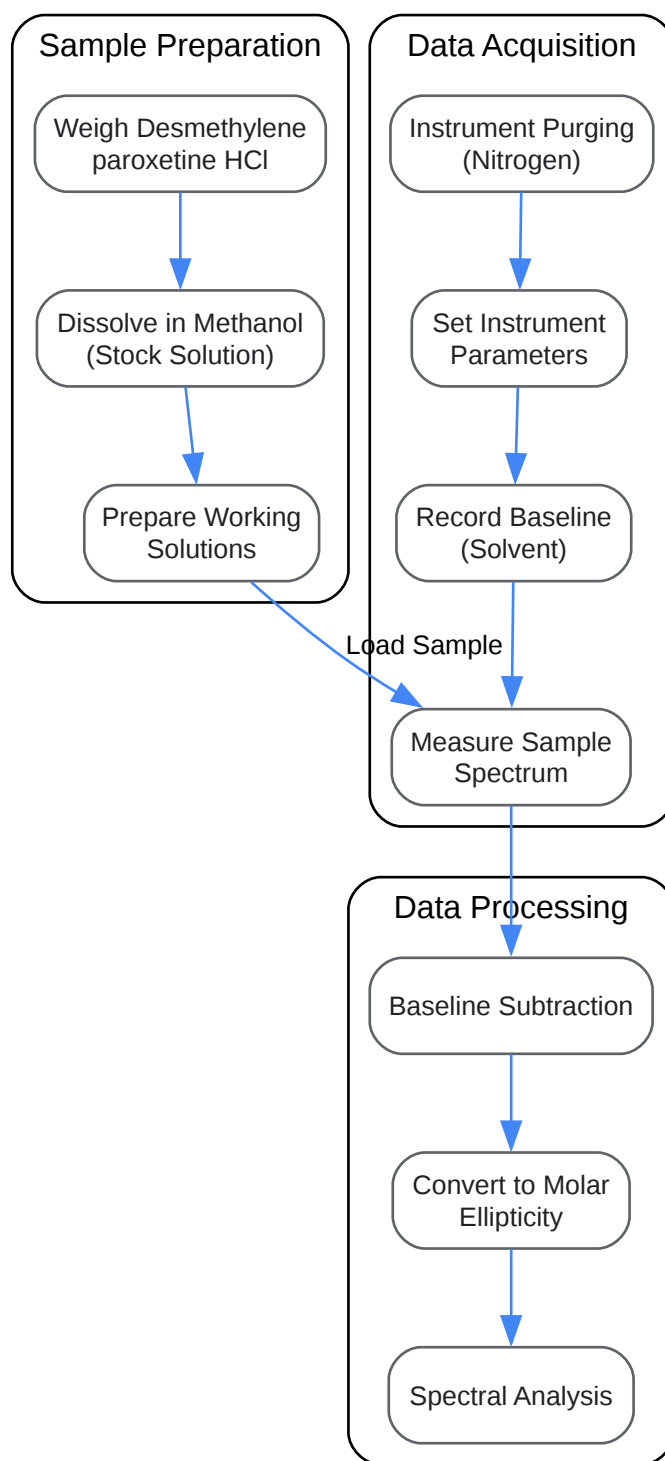 Sample Preparation
Weigh Desmethylene
paroxetine HCl
Dissolve in Methanol
(Stock Solution)
Prepare Working
Solutions
Data Acquisition
Instrument Purging
(Nitrogen)
Set Instrument
Parameters
Record Baseline
(Solvent)
Load Sample
Measure Sample
Spectrum
Data Processing
Baseline Subtraction
Convert to Molar
Ellipticity
Spectral Analysis